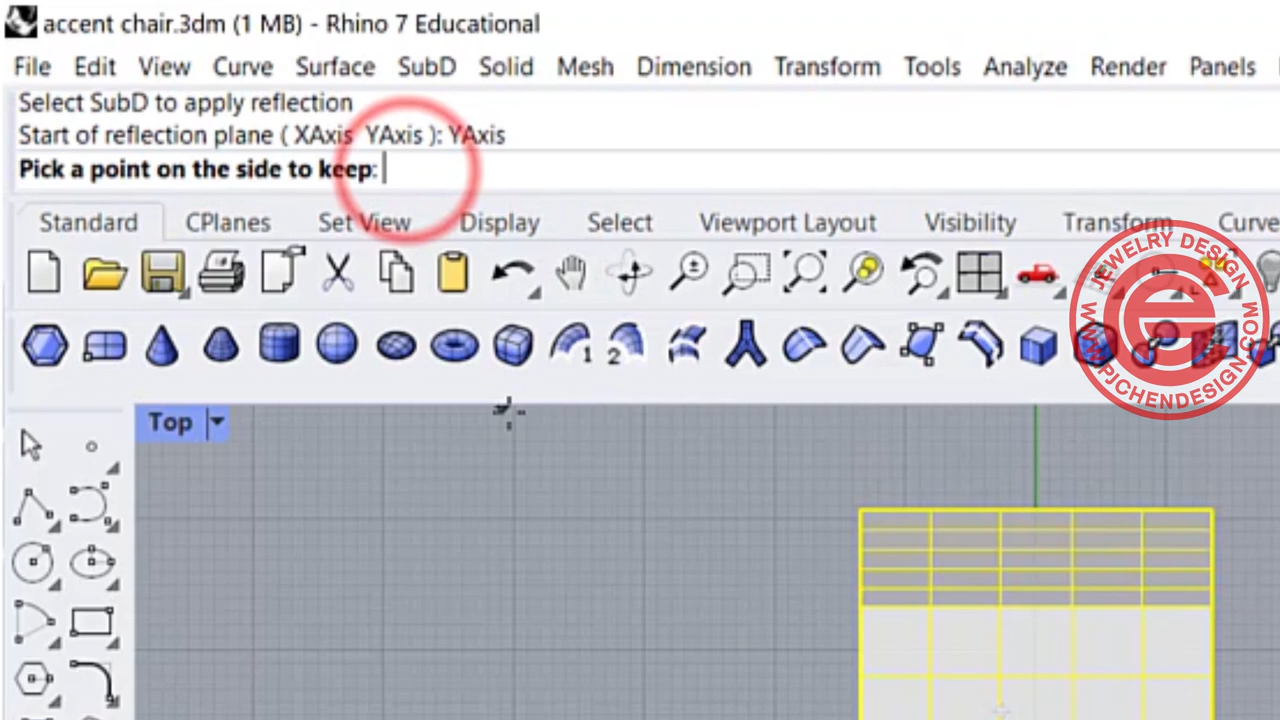 accent chair.3dm (1 MB) - Rhino 7 Educational
File Edit View Curve Surface SubD Solid Mesh Dimension Transform Tools Analyze Render Panels
Select SubD to apply reflection
Start of reflection plane ( XAxis YAxis ): YAxis
Pick a point on the side to keep:
Standard CPlanes Set View Display Select Viewport Layout Visibility Transform Curve
1 2
JEWELRY DESIGN
WWW.PJCHENDESIGN.COM
Top